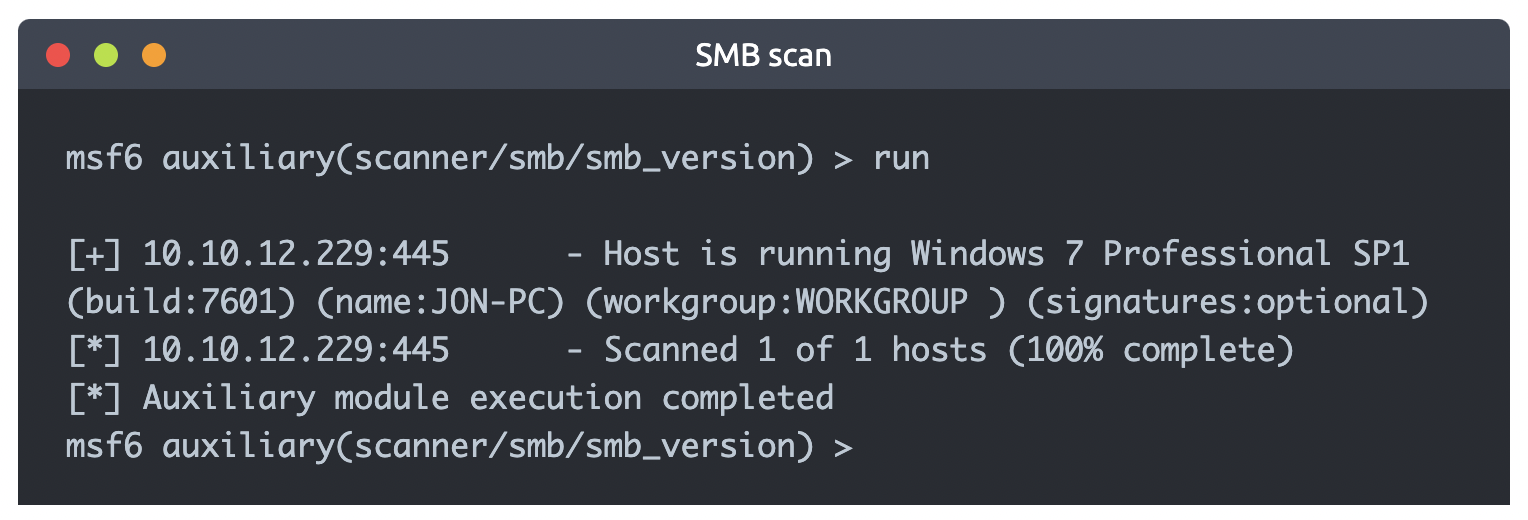 SMB scan
msf6 auxiliary(scanner/smb/smb_version) > run
[+] 10.10.12.229:445      - Host is running Windows 7 Professional SP1
(build:7601) (name:JON-PC) (workgroup:WORKGROUP ) (signatures:optional)
[*] 10.10.12.229:445      - Scanned 1 of 1 hosts (100% complete)
[*] Auxiliary module execution completed
msf6 auxiliary(scanner/smb/smb_version) >